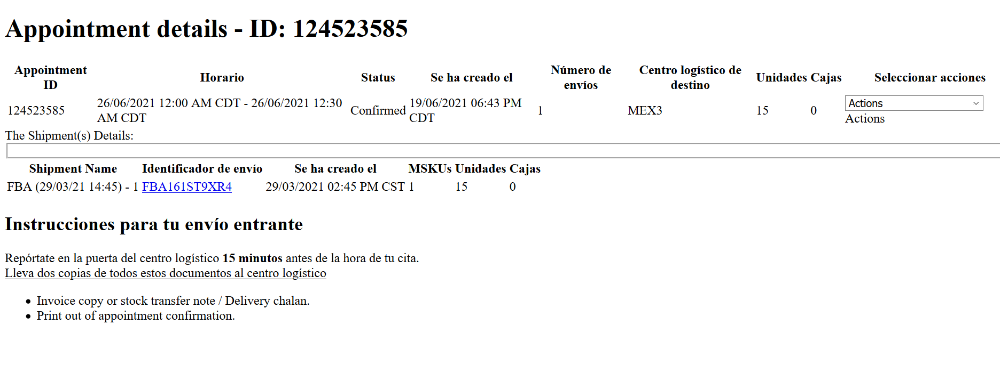 Appointment details - ID: 124523585
Appointment ID Horario Status Se ha creado el Número de envíos Centro logístico de destino Unidades Cajas Seleccionar acciones
124523585 26/06/2021 12:00 AM CDT - 26/06/2021 12:30 AM CDT Confirmed 19/06/2021 06:43 PM CDT 1 MEX3 15 0 Actions
Actions
The Shipment(s) Details:
Shipment Name Identificador de envío Se ha creado el MSKUs Unidades Cajas
FBA (29/03/21 14:45) - 1 FBA161ST9XR4 29/03/2021 02:45 PM CST 1 15 0
Instrucciones para tu envío entrante
Repórtate en la puerta del centro logístico 15 minutos antes de la hora de tu cita.
Lleva dos copias de todos estos documentos al centro logístico
• Invoice copy or stock transfer note / Delivery chalan.
• Print out of appointment confirmation.